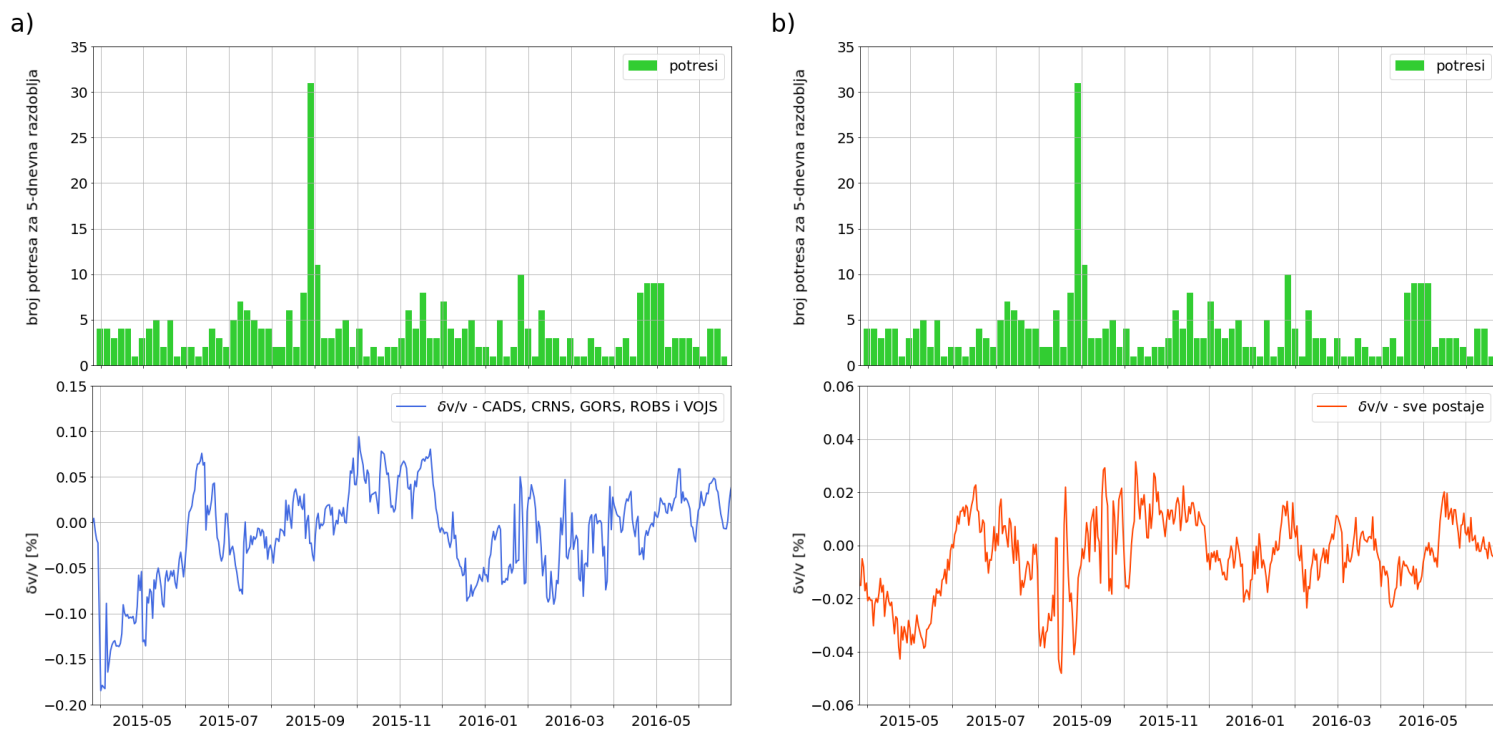 a)
35
30
25
20
15
10
5
0
broj potresa za 5-dnevna razdoblja
potresi
0.15
0.10
0.05
0.00
−0.05
−0.10
−0.15
−0.20
δv/v [%]
δv/v - CADS, CRNS, GORS, ROBS i VOJS
2015-05 2015-07 2015-09 2015-11 2016-01 2016-03 2016-05
b)
35
30
25
20
15
10
5
0
broj potresa za 5-dnevna razdoblja
potresi
0.06
0.04
0.02
0.00
−0.02
−0.04
−0.06
δv/v [%]
δv/v - sve postaje
2015-05 2015-07 2015-09 2015-11 2016-01 2016-03 2016-05